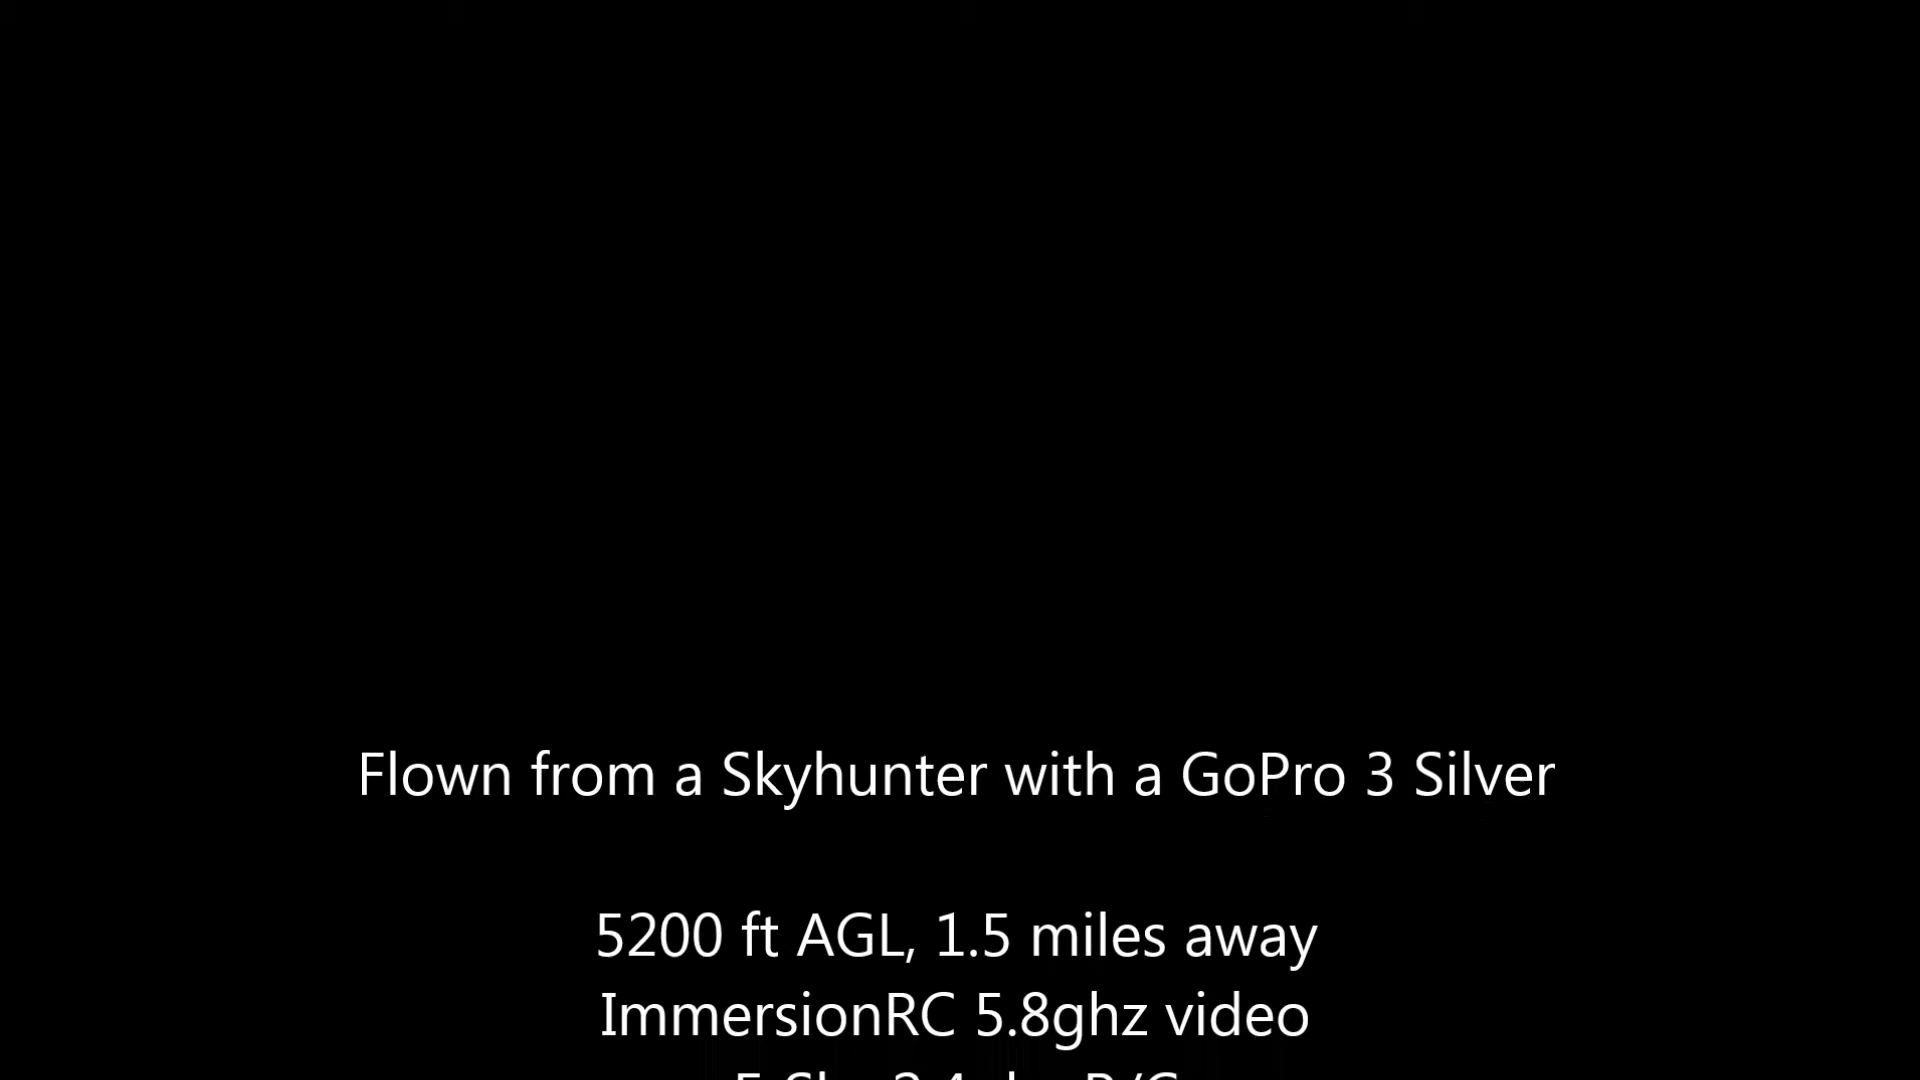 Flown from a Skyhunter with a GoPro 3 Silver
5200 ft AGL, 1.5 miles away
ImmersionRC 5.8ghz video